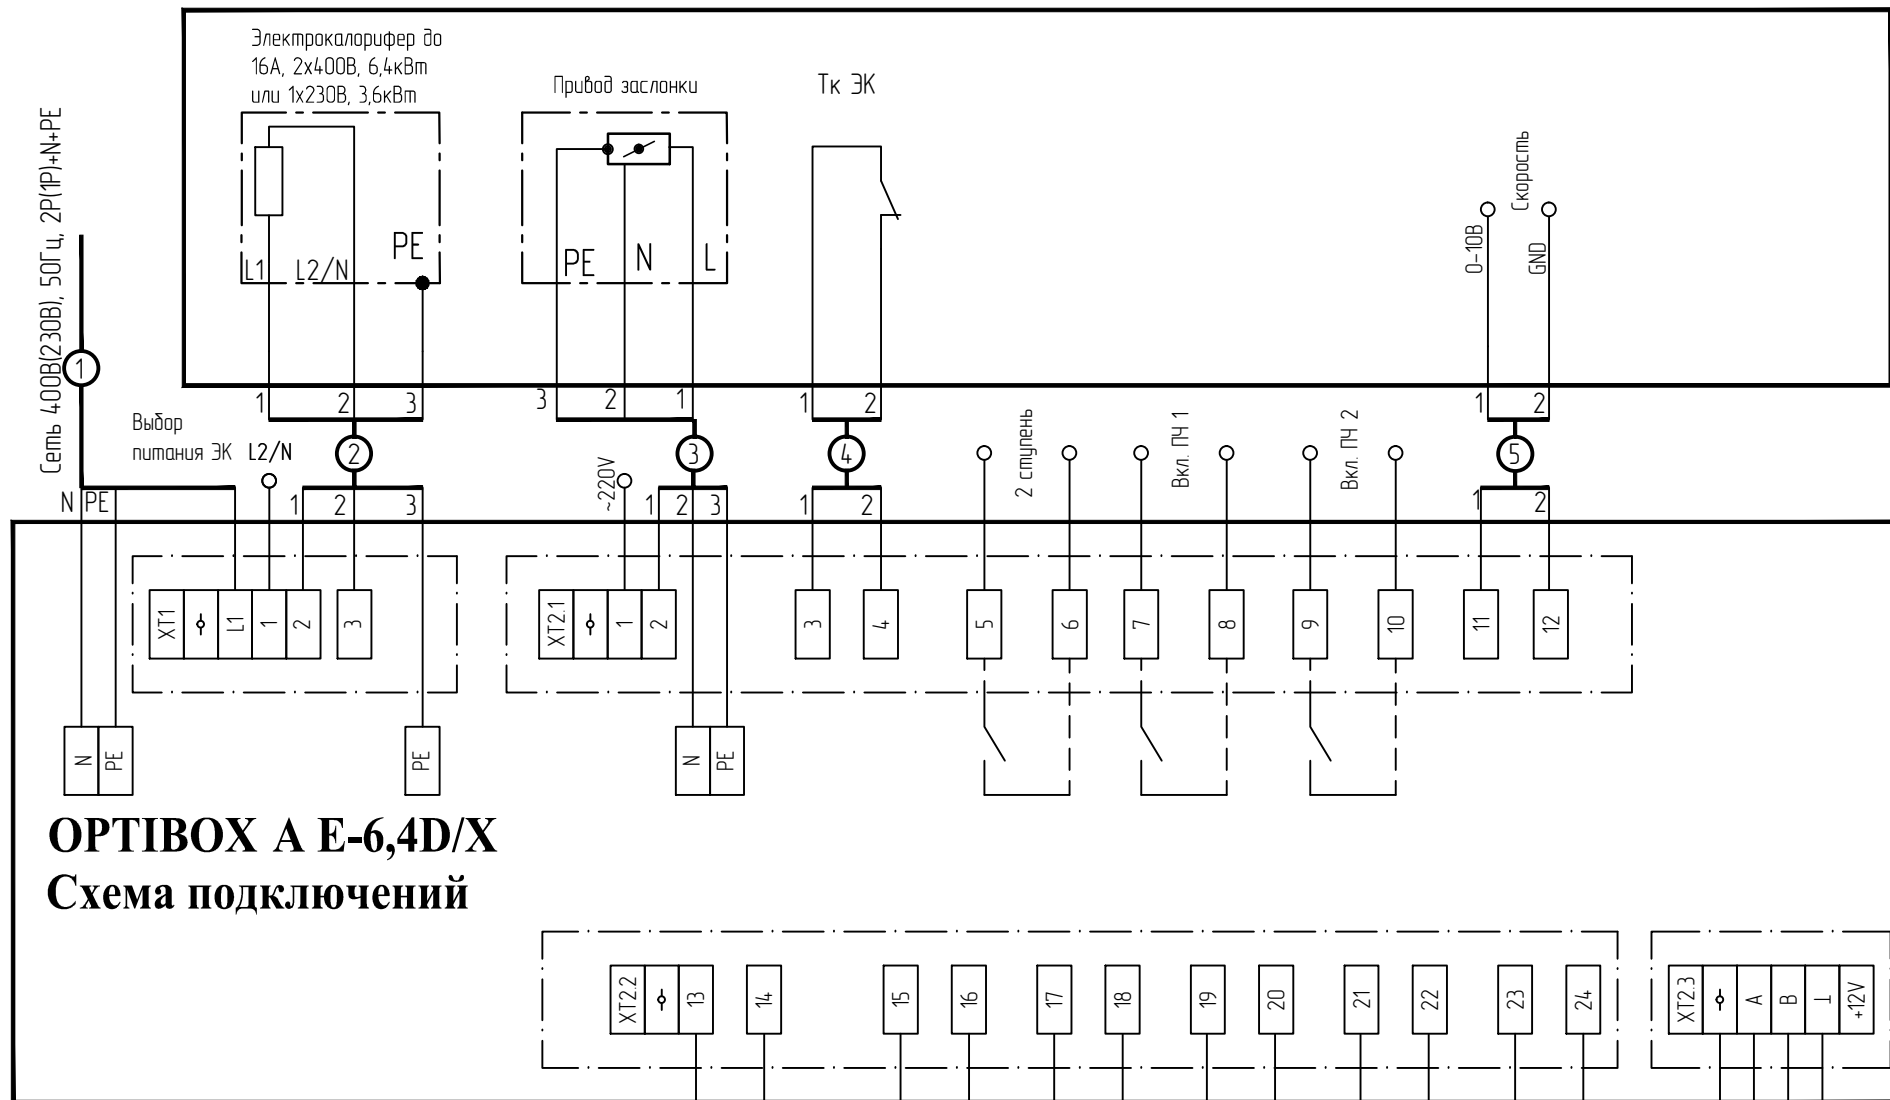 Электрокалорифер до
16А, 2х400В, 6,4кВт
или 1х230В, 3,6кВт
Привод заслонки
Тк ЭК
Сеть 400В(230В), 50Гц, 2Р(1Р)+N+PE
Скорость
0-10В
GND
L1 L2/N PE
PE N L
1
1 2 3
3 2 1
1 2
1 2
Выбор
питания ЭК L2/N
2
3
4
5
~220V
2 ступень
Вкл. ПЧ 1
Вкл. ПЧ 2
N PE
1 2 3
1 2 3
1 2
1 2
XT1 L1 1 2 3
XT2.1 1 2 3 4 5 6 7 8 9 10 11 12
N PE
PE
N PE
OPTIBOX A E-6,4D/X
Схема подключений
XT2.2 13 14 15 16 17 18 19 20 21 22 23 24
XT2.3 A B ⊥ +12V